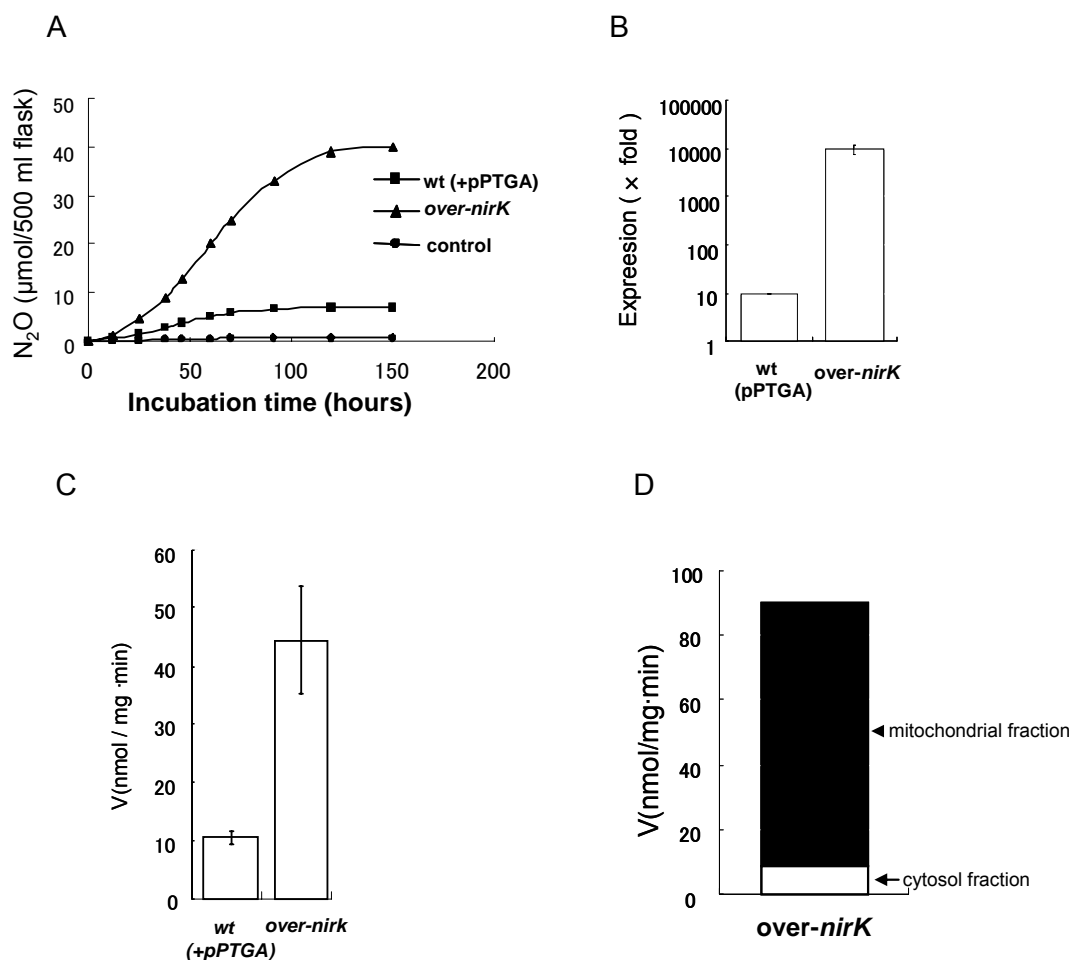 A
N₂O (µmol/500 ml flask)
50
40
30
20
10
0
0
50
100
150
200
Incubation time (hours)
wt (+pPTGA)
over-nirK
control
B
Expreesion ( × fold )
100000
10000
1000
100
10
1
wt
(pPTGA)
over-nirK
C
V(nmol / mg ·min)
60
50
40
30
20
10
0
wt
(+pPTGA)
over-nirk
D
V(nmol/mg·min)
100
80
60
40
20
0
mitochondrial fraction
cytosol fraction
over-nirK